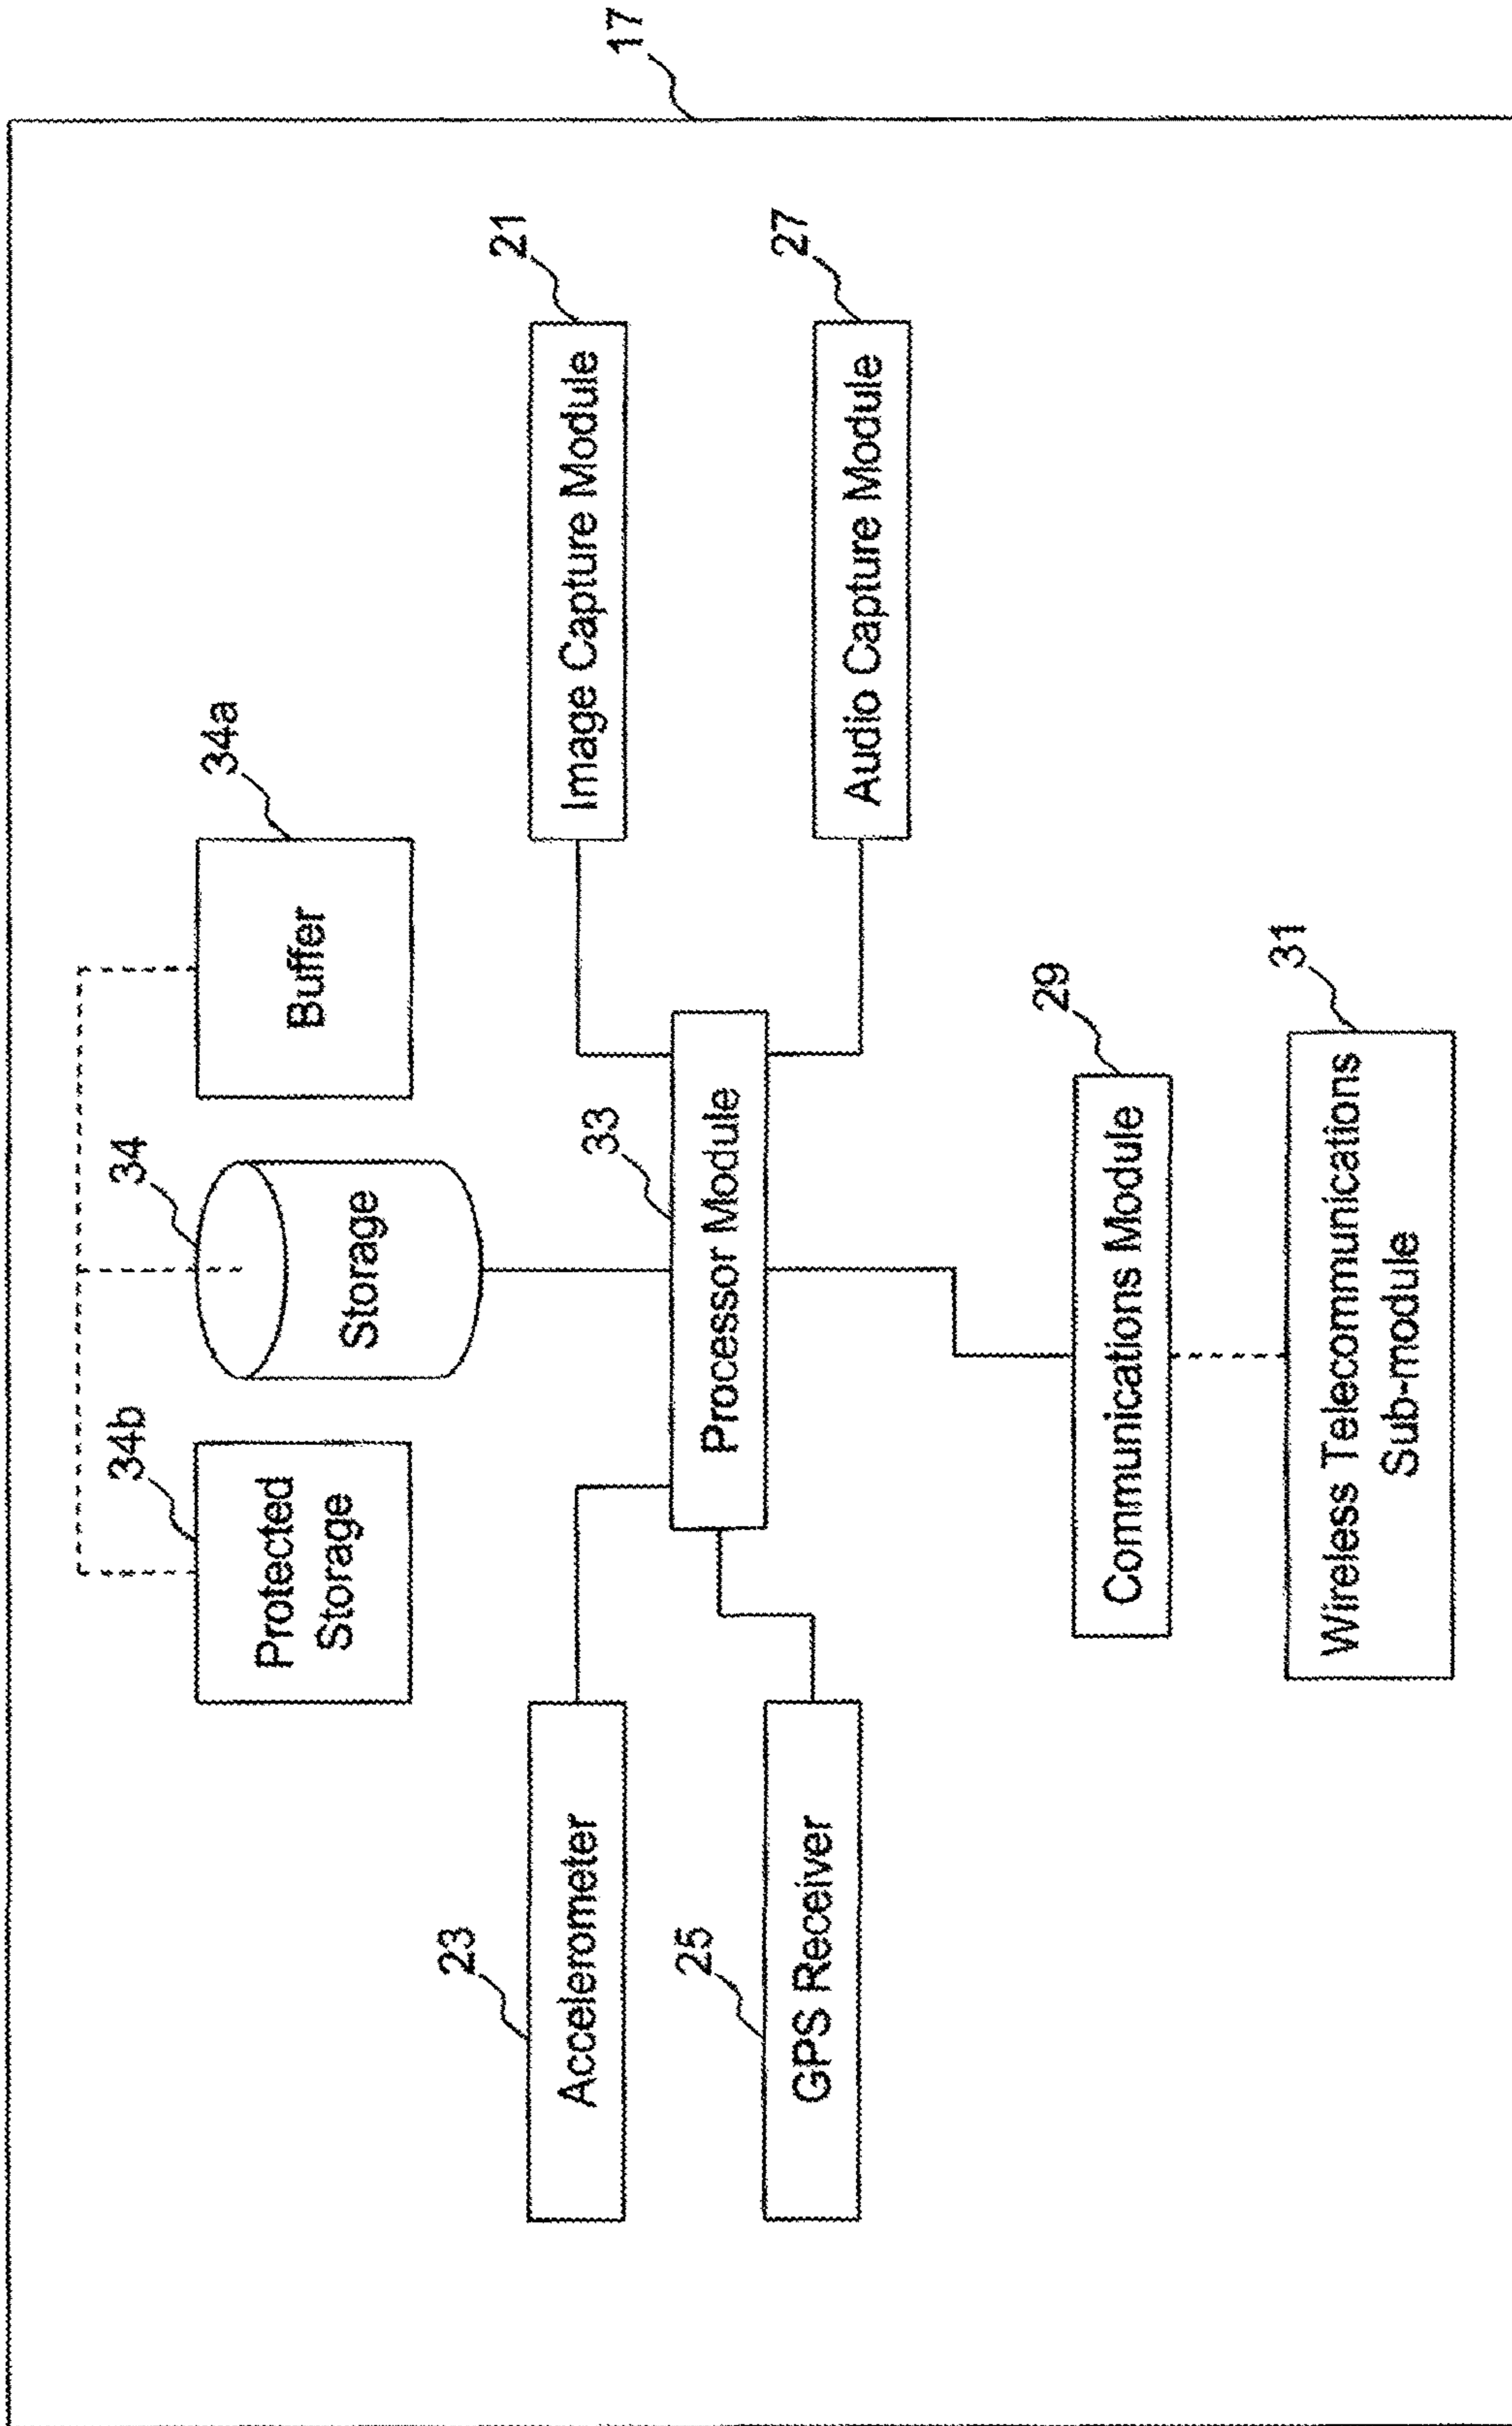 17
34b
34
34a
Protected
Storage
Storage
Buffer
23
Accelerometer
33
Processor Module
21
Image Capture Module
25
GPS Receiver
27
Audio Capture Module
29
Communications Module
31
Wireless Telecommunications
Sub-module